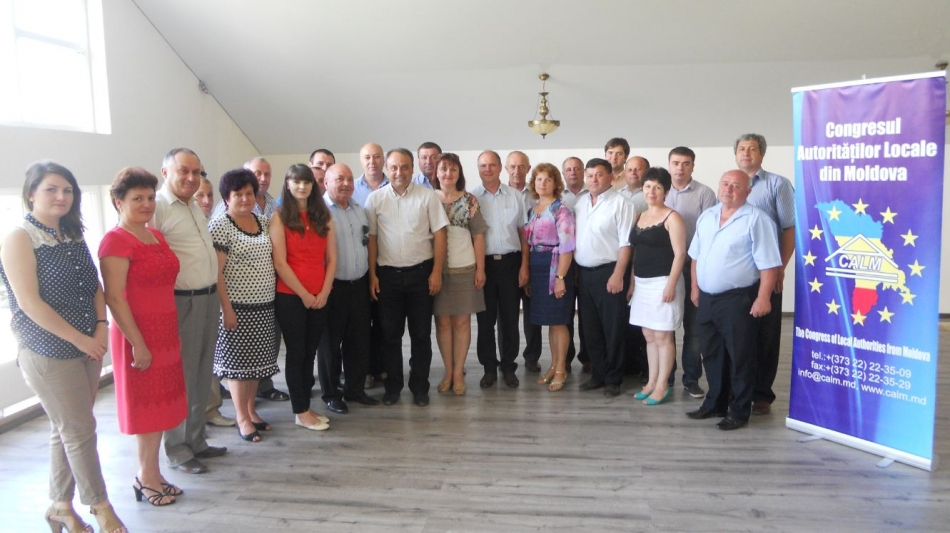 Congresul
Autorităților Locale
din Moldova
CALM
The Congress of Local Authorities from Moldova
tel.:+(373 22) 22-35-09
fax:+(373 22) 22-35-29
info@calm.md, www.calm.md